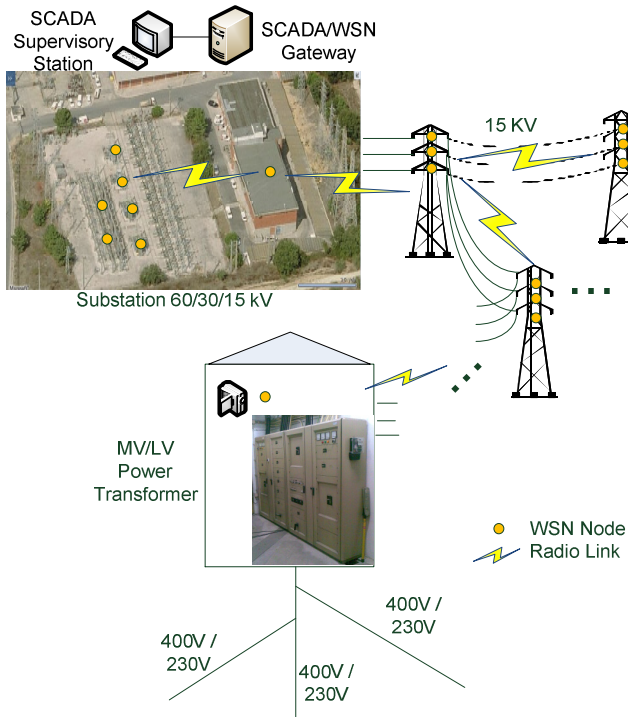 SCADA
Supervisory
Station
SCADA/WSN
Gateway
15 KV
Substation 60/30/15 kV
MV/LV
Power
Transformer
WSN Node
Radio Link
400V /
230V
400V /
230V
400V /
230V